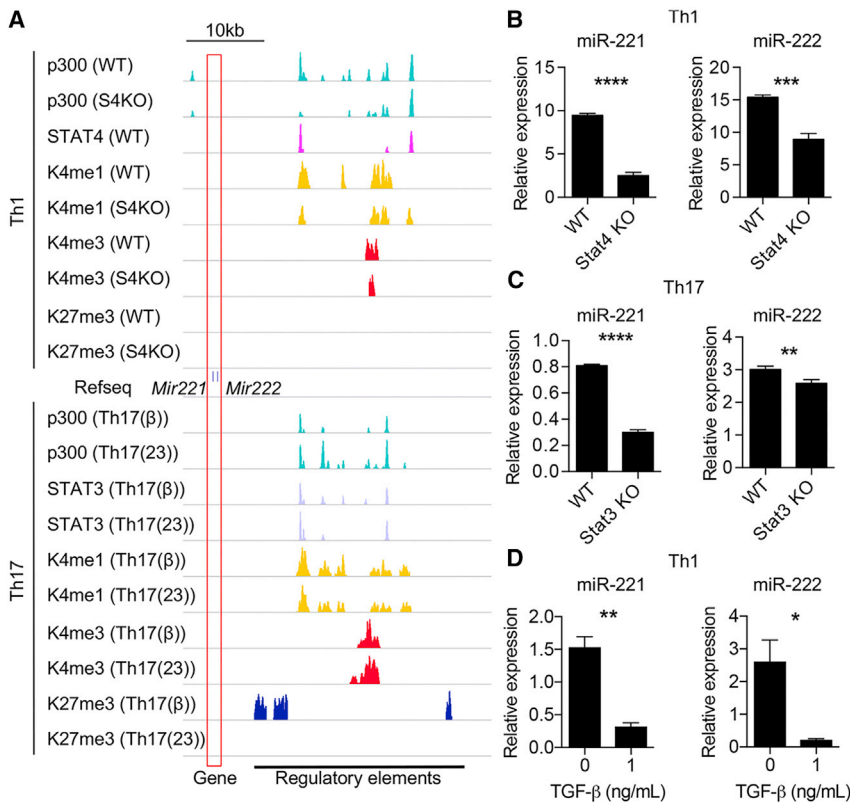 A
10kb
Th1
p300 (WT)
p300 (S4KO)
STAT4 (WT)
K4me1 (WT)
K4me1 (S4KO)
K4me3 (WT)
K4me3 (S4KO)
K27me3 (WT)
K27me3 (S4KO)
Refseq Mir221 Mir222
Th17
p300 (Th17(β))
p300 (Th17(23))
STAT3 (Th17(β))
STAT3 (Th17(23))
K4me1 (Th17(β))
K4me1 (Th17(23))
K4me3 (Th17(β))
K4me3 (Th17(23))
K27me3 (Th17(β))
K27me3 (Th17(23))
Gene Regulatory elements
B Th1
miR-221
Relative expression
15
10
5
0
****
WT
Stat4 KO
miR-222
Relative expression
20
15
10
5
0
***
WT
Stat4 KO
C Th17
miR-221
Relative expression
0.8
0.6
0.4
0.2
0.0
****
WT
Stat3 KO
miR-222
Relative expression
4
3
2
1
0
**
WT
Stat3 KO
D Th1
miR-221
Relative expression
1.5
1.0
0.5
0.0
**
0 1
TGF-β (ng/mL)
miR-222
Relative expression
4
3
2
1
0
*
0 1
TGF-β (ng/mL)